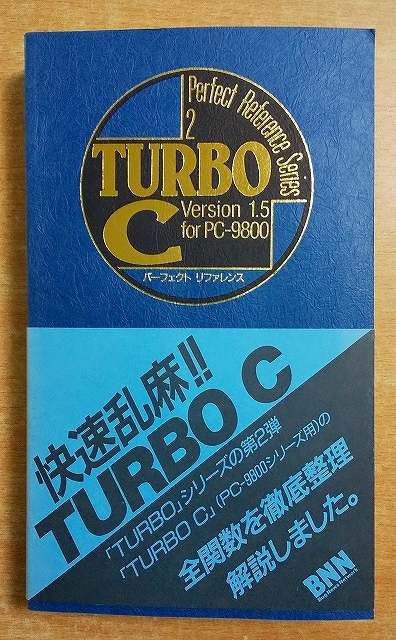 Perfect Reference Series
2
TURBO
C
Version 1.5
for PC-9800
パーフェクト リファレンス
快速乱麻!!
TURBO C
「TURBO」シリーズの第2弾
「TURBO C」(PC-9800シリーズ用)の
全関数を徹底整理
解説しました。
BNN
Bug News Network